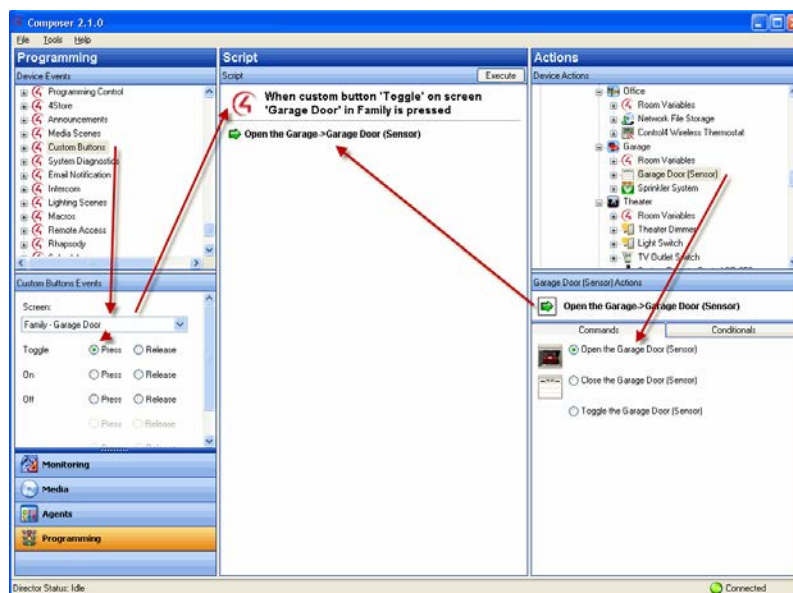 Composer 2.1.0
File Tools Help
Programming
Device Events
Programming Control
4Store
Announcements
Media Scenes
Custom Buttons
System Diagnostics
Email Notification
Intercom
Lighting Scenes
Macros
Remote Access
Rhapsody
Custom Buttons Events
Screen:
Family - Garage Door
Toggle Press Release
On Press Release
Off Press Release
Press Release
Monitoring
Media
Agents
Programming
Director Status: Idle
Script
Script Execute
When custom button 'Toggle' on screen
'Garage Door' in Family is pressed
Open the Garage->Garage Door (Sensor)
Actions
Device Actions
Office
Room Variables
Network File Storage
Control4 Wireless Thermostat
Garage
Room Variables
Garage Door (Sensor)
Sprinkler System
Theater
Room Variables
Theater Dimmer
Light Switch
TV Outlet Switch
Garage Door (Sensor) Actions
Open the Garage->Garage Door (Sensor)
Commands Conditionals
Open the Garage Door (Sensor)
Close the Garage Door (Sensor)
Toggle the Garage Door (Sensor)
Connected